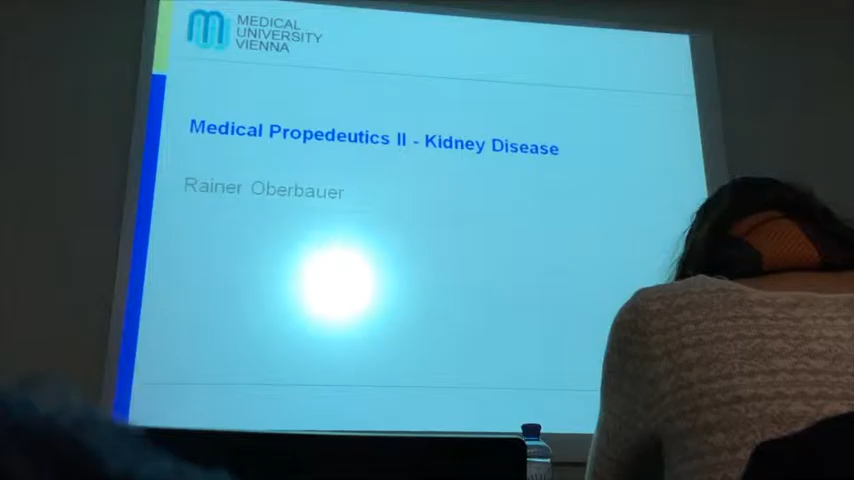 MEDICAL
UNIVERSITY
VIENNA
Medical Propedeutics II - Kidney Disease
Rainer Oberbauer